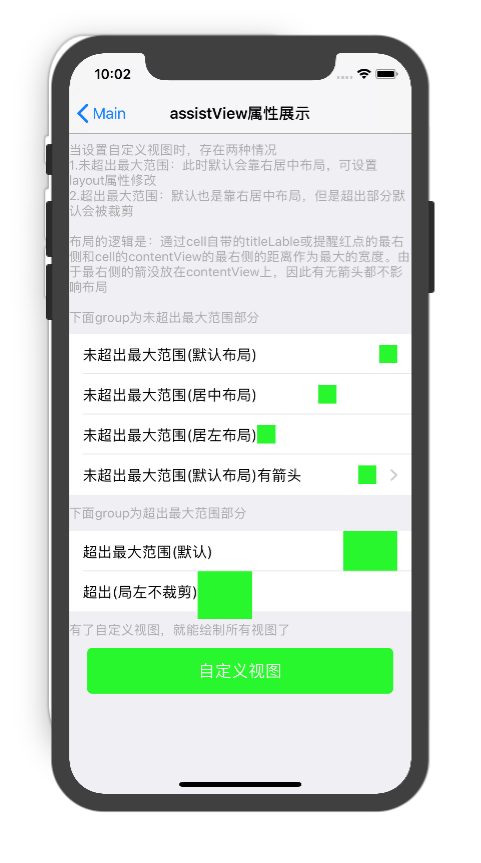 10:02
Main
assistView属性展示
当设置自定义视图时，存在两种情况
1.未超出最大范围：此时默认会靠右居中布局，可设置
layout属性修改
2.超出最大范围：默认也是靠右居中布局，但是超出部分默
认会被裁剪
布局的逻辑是：通过cell自带的titleLable或提醒红点的最右
侧和cell的contentView的最右侧的距离作为最大的宽度。由
于最右侧的箭没放在contentView上，因此有无箭头都不影
响布局
下面group为未超出最大范围部分
未超出最大范围(默认布局)
未超出最大范围(居中布局)
未超出最大范围(居左布局)
未超出最大范围(默认布局)有箭头
下面group为超出最大范围部分
超出最大范围(默认)
超出(局左不裁剪)
有了自定义视图，就能绘制所有视图了
自定义视图